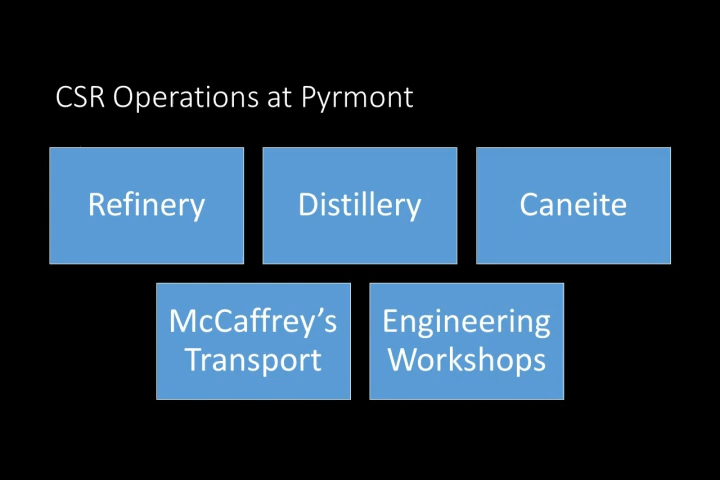 CSR Operations at Pyrmont
Refinery
Distillery
Caneite
McCaffrey’s
Transport
Engineering
Workshops